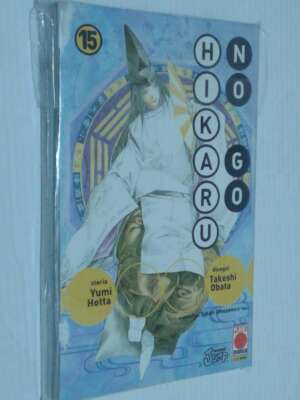 15
HIKARU
NO GO
storia
Yumi
Hotta
disegni
Takeshi
Obata